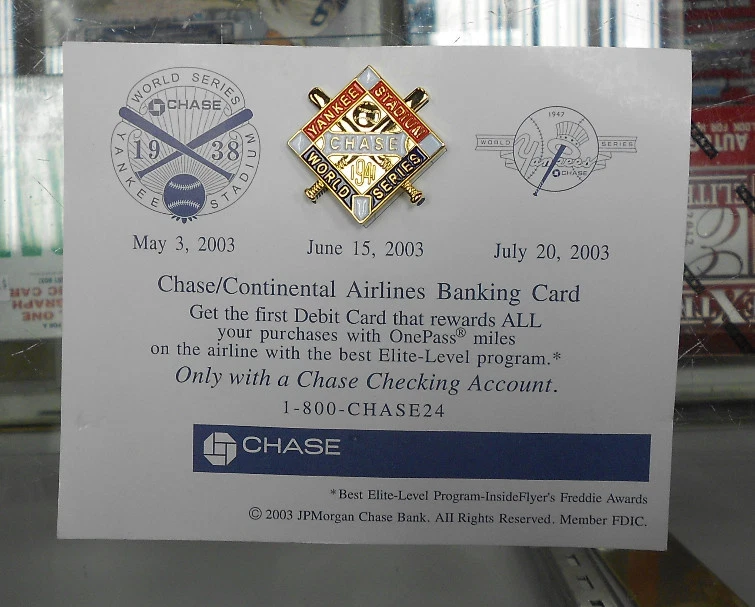 WORLD SERIES
CHASE
19 38
YANKEE STADIUM
YANKEE STADIUM
CHASE
1941
WORLD SERIES
1947
WORLD SERIES
Yankees
CHASE
May 3, 2003 June 15, 2003 July 20, 2003
Chase/Continental Airlines Banking Card
Get the first Debit Card that rewards ALL
your purchases with OnePass® miles
on the airline with the best Elite-Level program.*
Only with a Chase Checking Account.
1-800-CHASE24
CHASE
*Best Elite-Level Program-InsideFlyer's Freddie Awards
© 2003 JPMorgan Chase Bank. All Rights Reserved. Member FDIC.